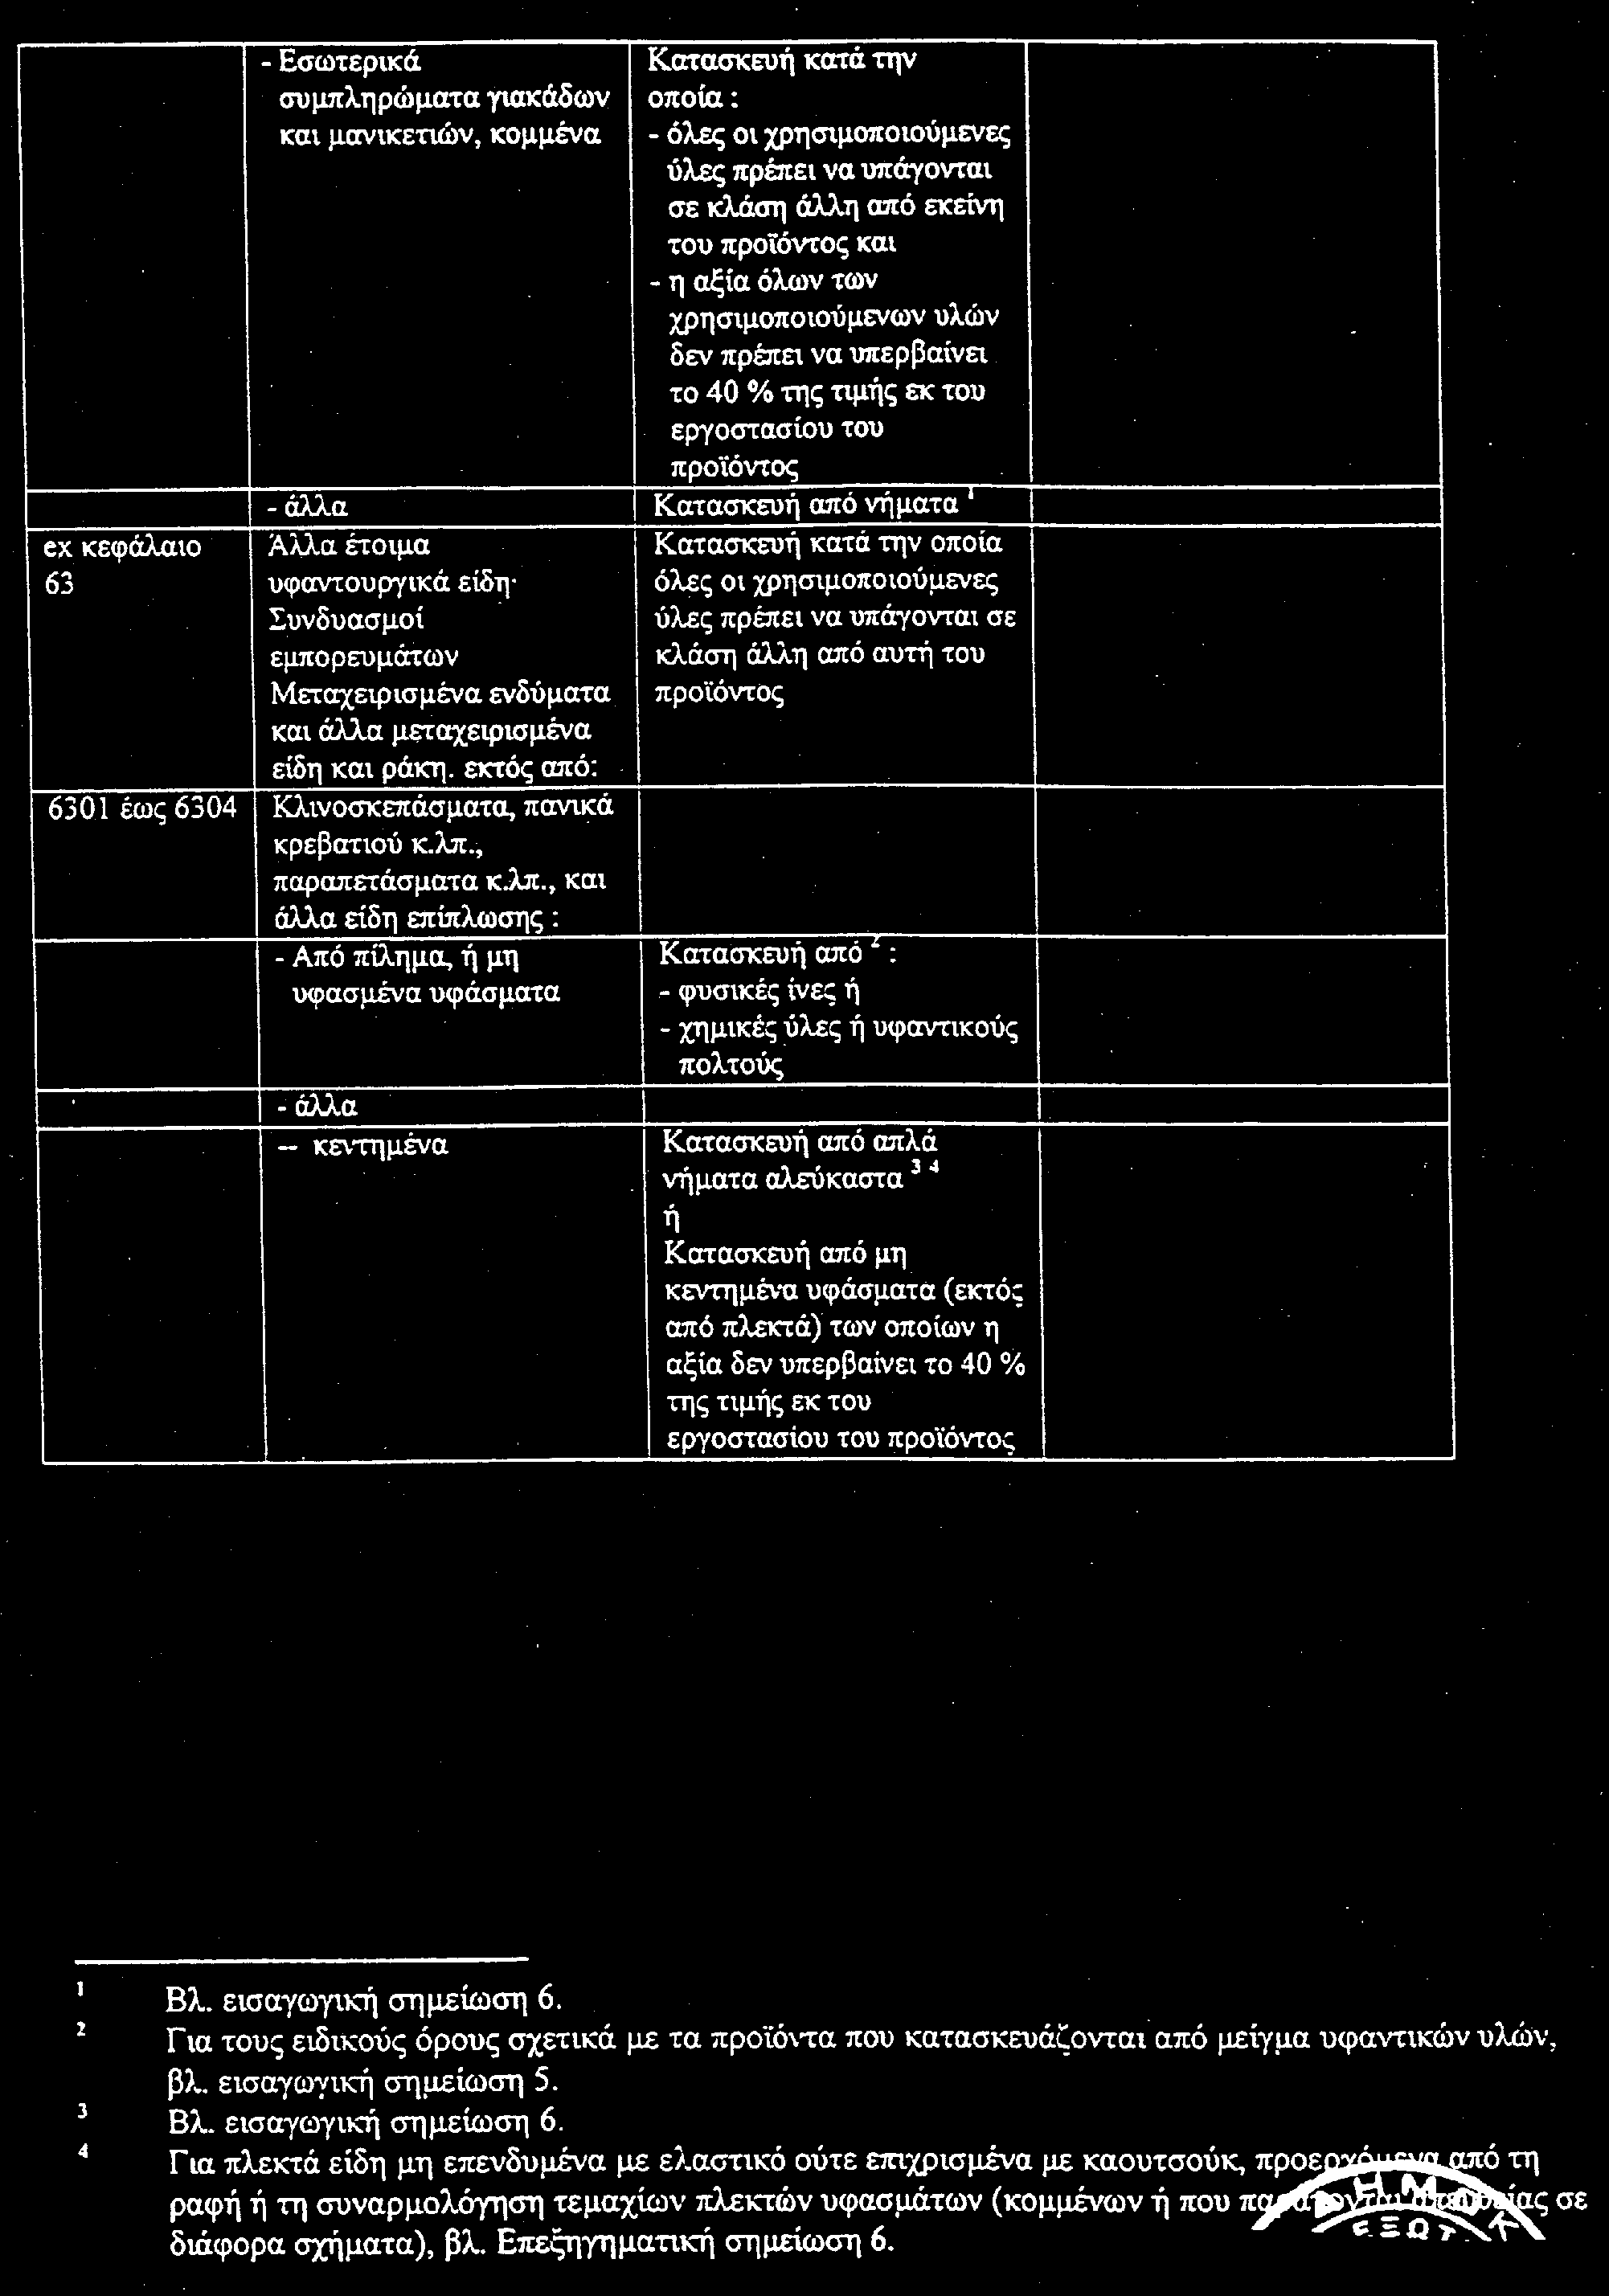 - Εσωτερικά
συμπληρώματα γιακάδων
και μανικετιών, κομμένα
Κατασκευή κατά την
οποία :
- όλες οι χρησιμοποιούμενες
ύλες πρέπει να υπάγονται
σε κλάση άλλη από εκείνη
του προϊόντος και
- η αξία όλων των
χρησιμοποιούμενων υλών
δεν πρέπει να υπερβαίνει
το 40 % της τιμής εκ του
εργοστασίου του
προϊόντος
- άλλα
Κατασκευή από νήματα ¹
ex κεφάλαιο
63
Άλλα έτοιμα
υφαντουργικά είδη·
Συνδυασμοί
εμπορευμάτων
Μεταχειρισμένα ενδύματα
και άλλα μεταχειρισμένα
είδη και ράκη. εκτός από:
Κατασκευή κατά την οποία
όλες οι χρησιμοποιούμενες
ύλες πρέπει να υπάγονται σε
κλάση άλλη από αυτή του
προϊόντος
6301 έως 6304
Κλινοσκεπάσματα, πανικά
κρεβατιού κ.λπ.,
παραπετάσματα κ.λπ., και
άλλα είδη επίπλωσης :
- Από πίλημα, ή μη
υφασμένα υφάσματα
Κατασκευή από ² :
- φυσικές ίνες ή
- χημικές ύλες ή υφαντικούς
πολτούς
- άλλα
-- κεντημένα
Κατασκευή από απλά
νήματα αλεύκαστα ³ ⁴
ή
Κατασκευή από μη
κεντημένα υφάσματα (εκτός
από πλεκτά) των οποίων η
αξία δεν υπερβαίνει το 40 %
της τιμής εκ του
εργοστασίου του προϊόντος
¹ Βλ. εισαγωγική σημείωση 6.
² Για τους ειδικούς όρους σχετικά με τα προϊόντα που κατασκευάζονται από μείγμα υφαντικών υλών,
βλ. εισαγωγική σημείωση 5.
³ Βλ. εισαγωγική σημείωση 6.
⁴ Για πλεκτά είδη μη επενδυμένα με ελαστικό ούτε επιχρισμένα με καουτσούκ, προερχόμενα από τη
ραφή ή τη συναρμολόγηση τεμαχίων πλεκτών υφασμάτων (κομμένων ή που σε
διάφορα σχήματα), βλ. Επεξηγηματική σημείωση 6.